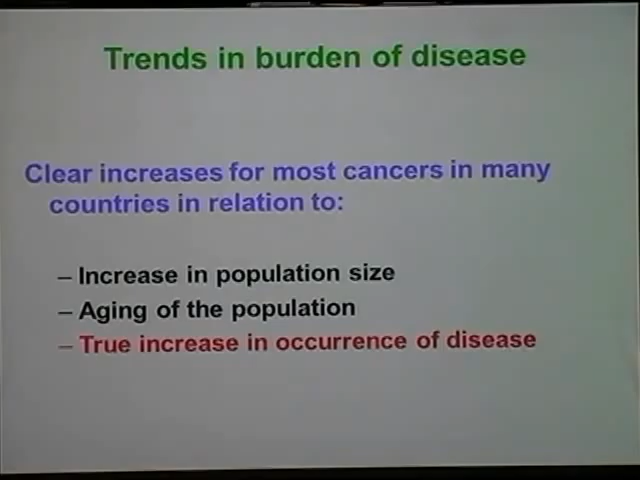 Trends in burden of disease
Clear increases for most cancers in many
countries in relation to:
– Increase in population size
– Aging of the population
– True increase in occurrence of disease